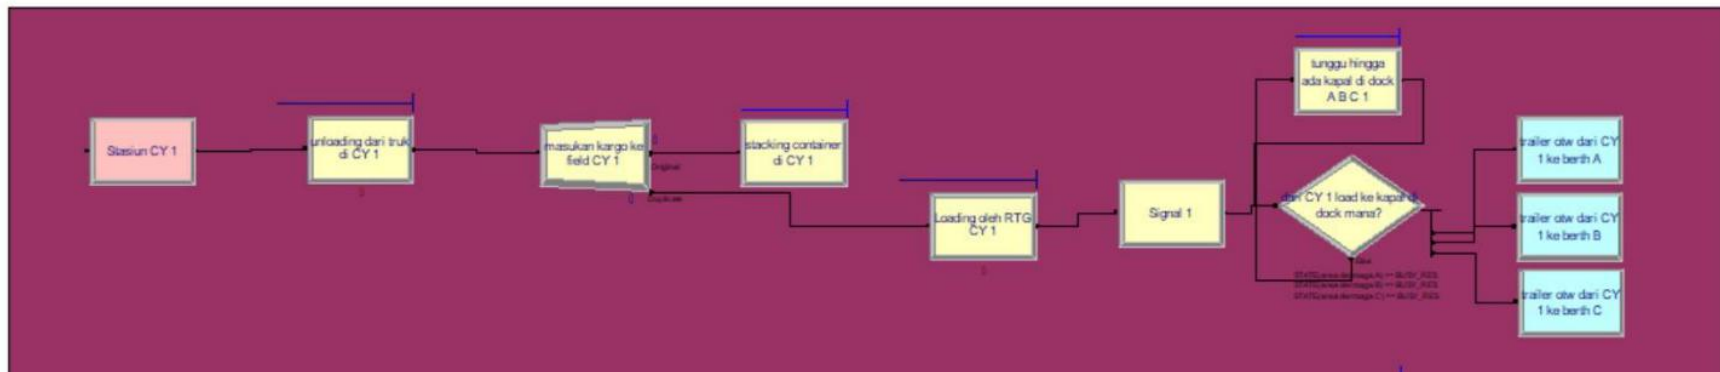 Stasiun CY 1
unloading dari truk
di CY 1
masukan kargo ke
field CY 1
Original
Duplicate
stacking container
di CY 1
Loading oleh RTG
CY 1
Signal 1
tunggu hingga
ada kapal di dock
A B C 1
dari CY 1 load ke kapal di
dock mana?
False
trailer otw dari CY
1 ke berth A
trailer otw dari CY
1 ke berth B
trailer otw dari CY
1 ke berth C